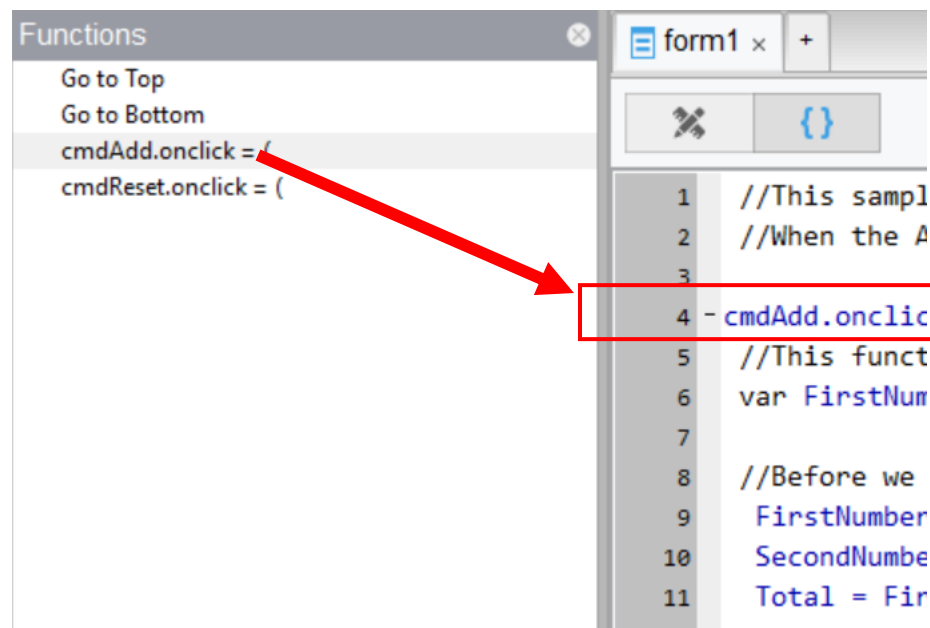 Functions
Go to Top
Go to Bottom
cmdAdd.onclick = (
cmdReset.onclick = (
form1 × +
{}
1 //This sampl
2 //When the A
3
4 - cmdAdd.onclic
5 //This funct
6 var FirstNum
7
8 //Before we
9 FirstNumber
10 SecondNumbe
11 Total = Fir